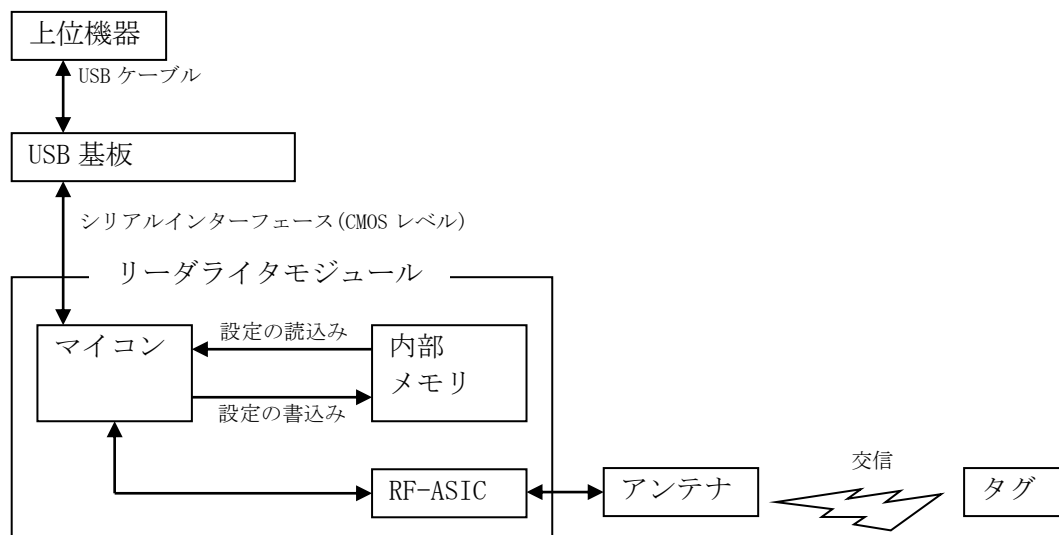 上位機器
USB ケーブル
USB 基板
シリアルインターフェース(CMOS レベル)
リーダライタモジュール
マイコン
設定の読込み
内部
メモリ
設定の書込み
RF-ASIC
アンテナ
交信
タグ